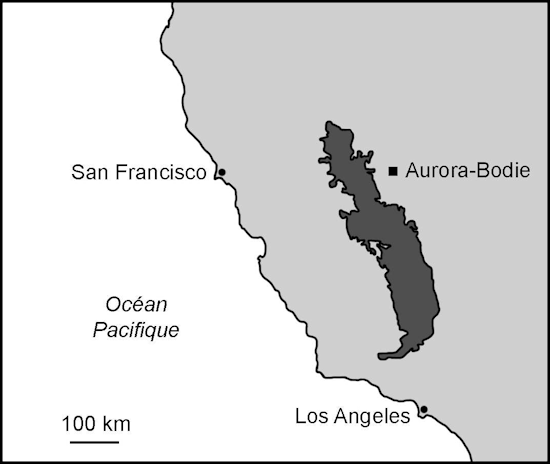 San Francisco
Aurora-Bodie
Océan
Pacifique
Los Angeles
100 km